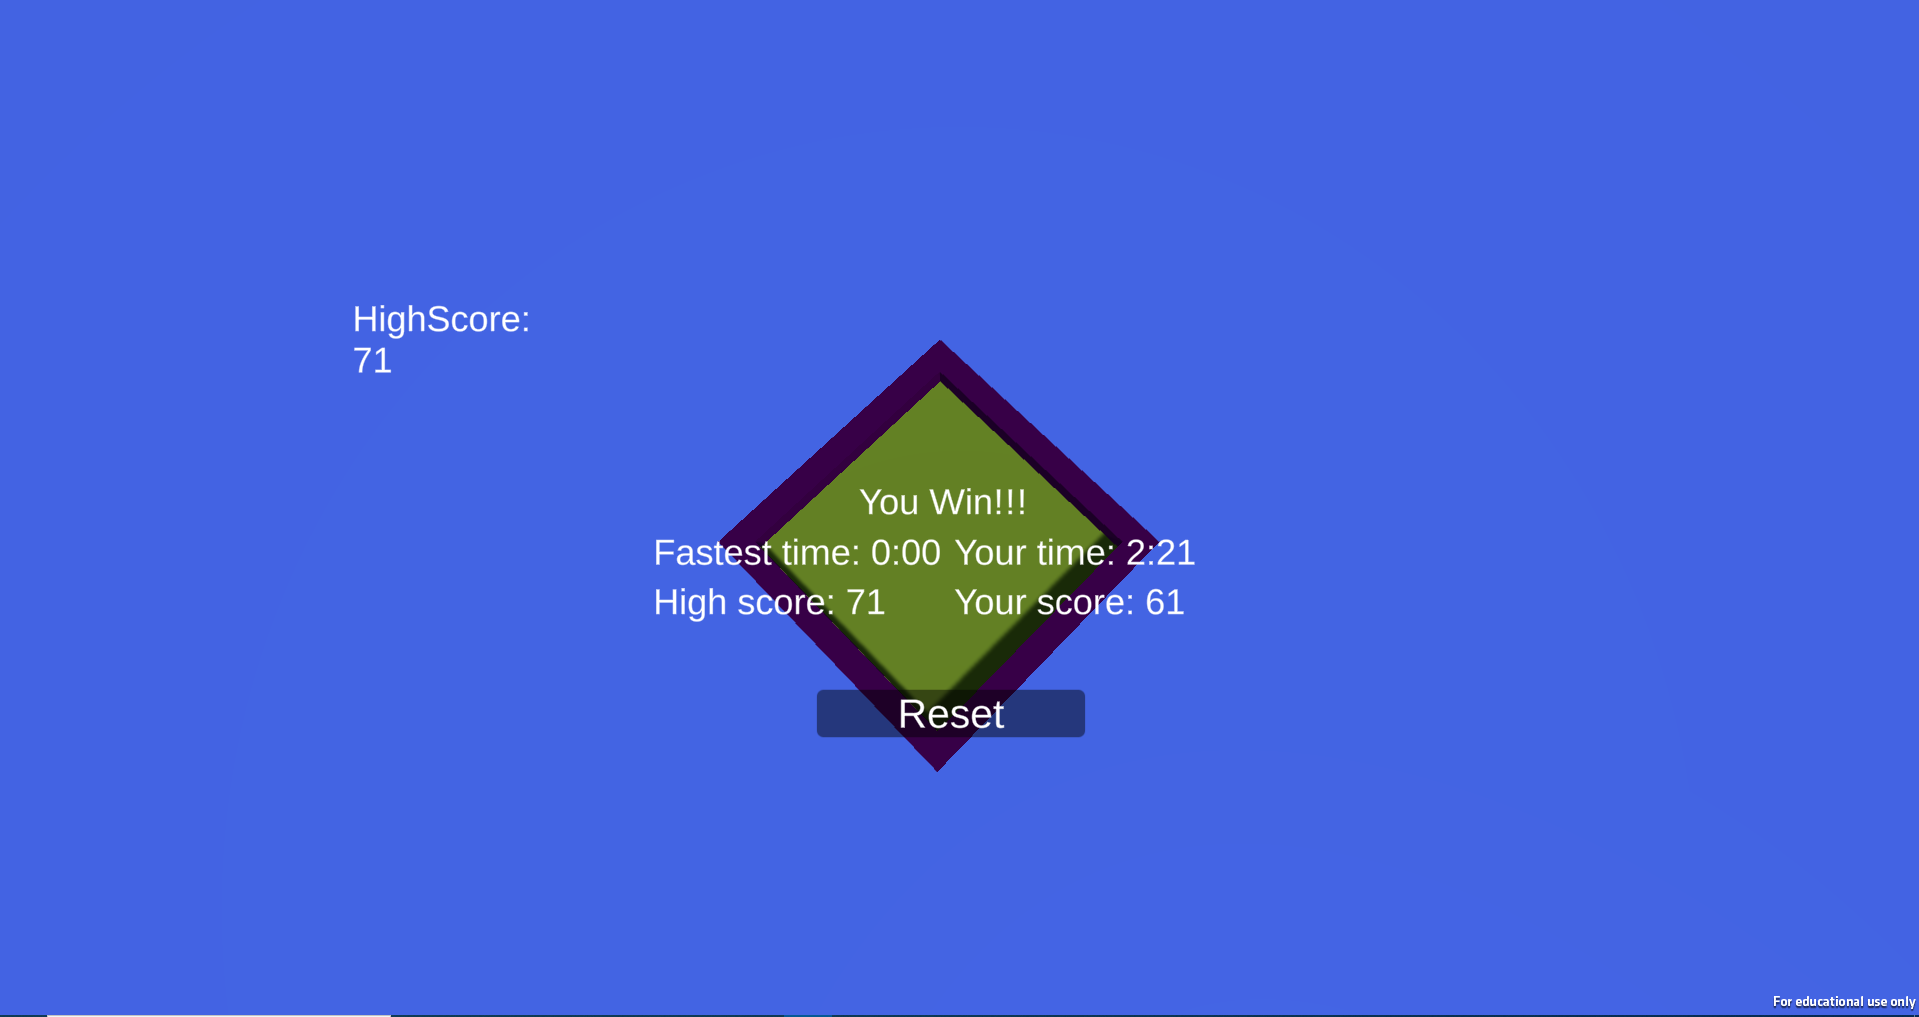 HighScore:
71
You Win!!!
Fastest time: 0:00 Your time: 2:21
High score: 71 Your score: 61
Reset
For educational use only